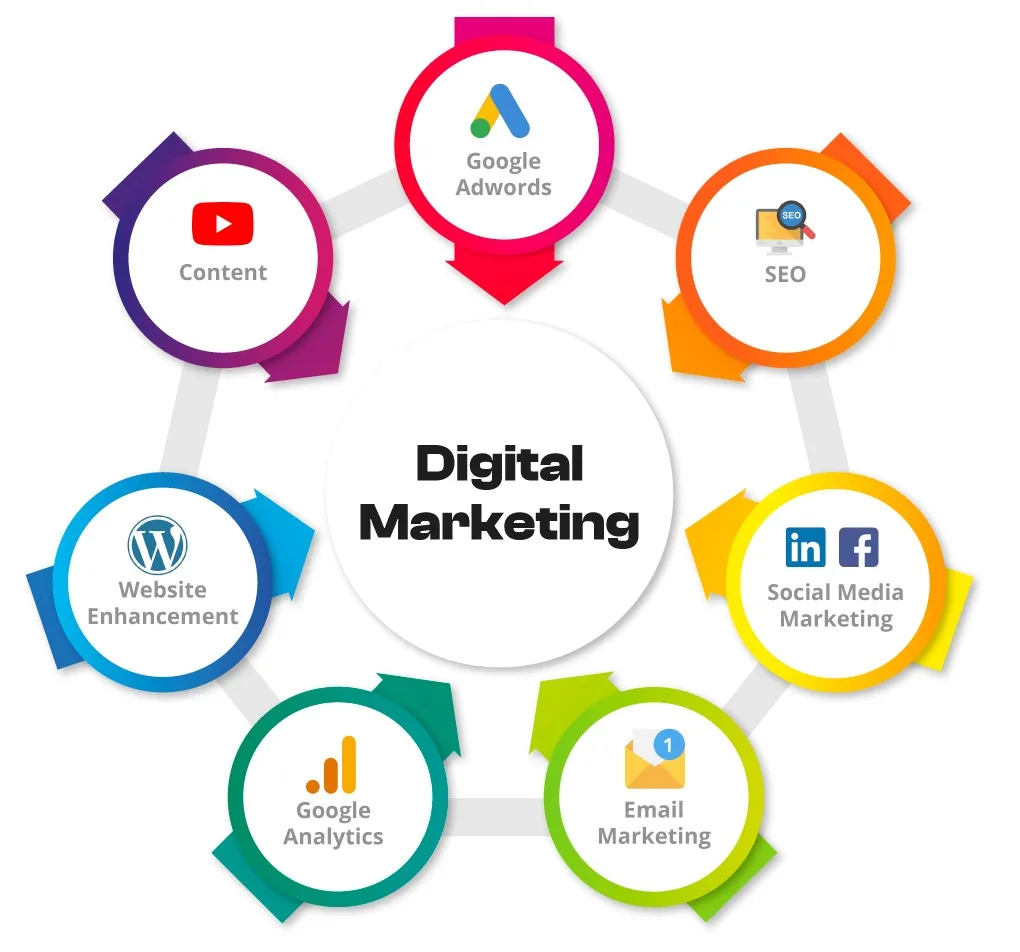 Google
Adwords
Content
SEO
SEO
Digital
Marketing
Website
Enhancement
in
f
Social Media
Marketing
Google
Analytics
1
Email
Marketing